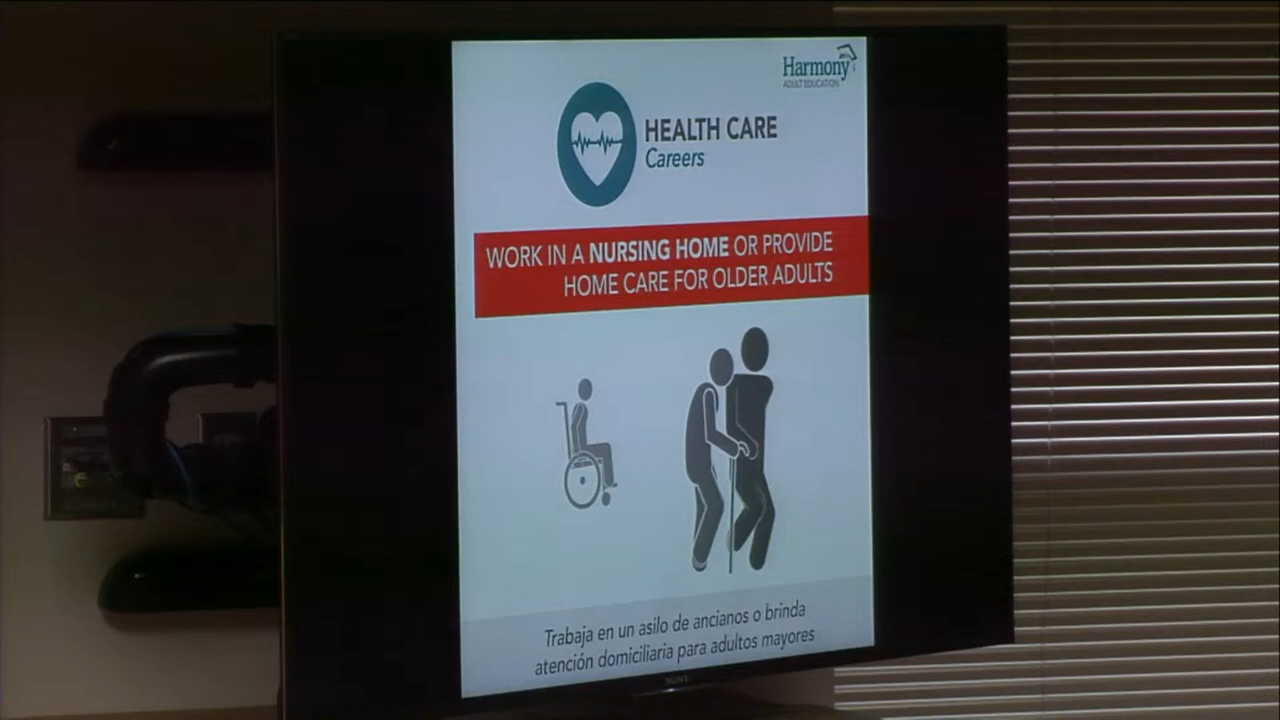 Harmony
ADULT EDUCATION
HEALTH CARE
Careers
WORK IN A NURSING HOME OR PROVIDE
HOME CARE FOR OLDER ADULTS
Trabaja en un asilo de ancianos o brinda
atención domiciliaria para adultos mayores
SONY